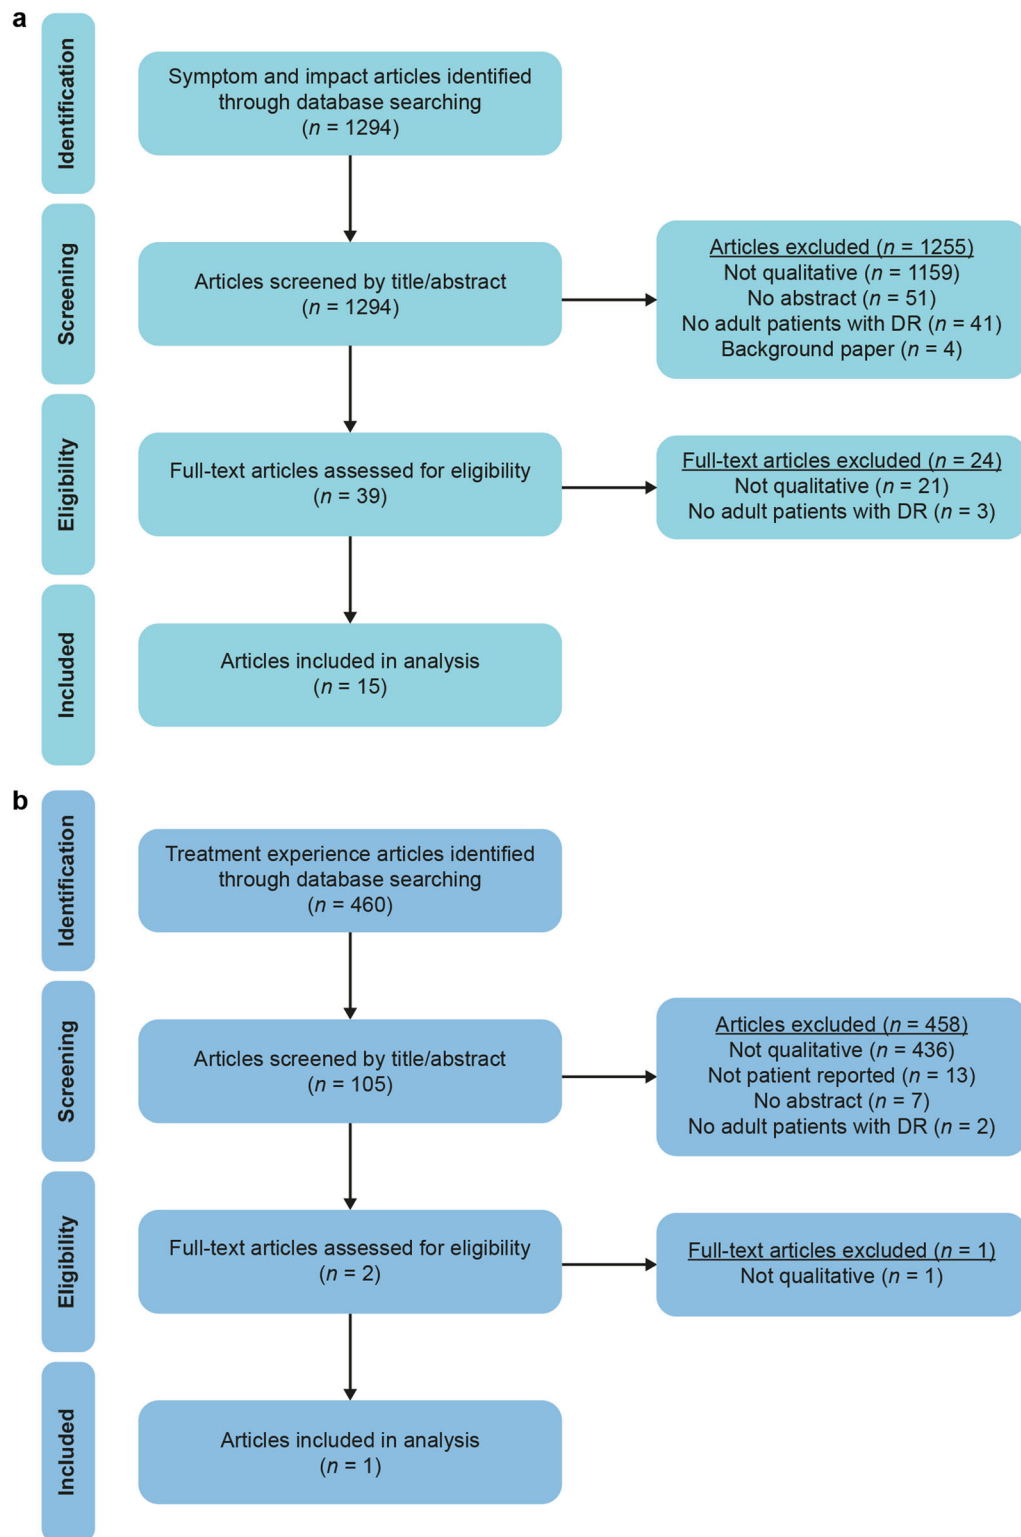 a
Identification
Symptom and impact articles identified
through database searching
(n = 1294)
Screening
Articles screened by title/abstract
(n = 1294)
Articles excluded (n = 1255)
Not qualitative (n = 1159)
No abstract (n = 51)
No adult patients with DR (n = 41)
Background paper (n = 4)
Eligibility
Full-text articles assessed for eligibility
(n = 39)
Full-text articles excluded (n = 24)
Not qualitative (n = 21)
No adult patients with DR (n = 3)
Included
Articles included in analysis
(n = 15)
b
Identification
Treatment experience articles identified
through database searching
(n = 460)
Screening
Articles screened by title/abstract
(n = 105)
Articles excluded (n = 458)
Not qualitative (n = 436)
Not patient reported (n = 13)
No abstract (n = 7)
No adult patients with DR (n = 2)
Eligibility
Full-text articles assessed for eligibility
(n = 2)
Full-text articles excluded (n = 1)
Not qualitative (n = 1)
Included
Articles included in analysis
(n = 1)